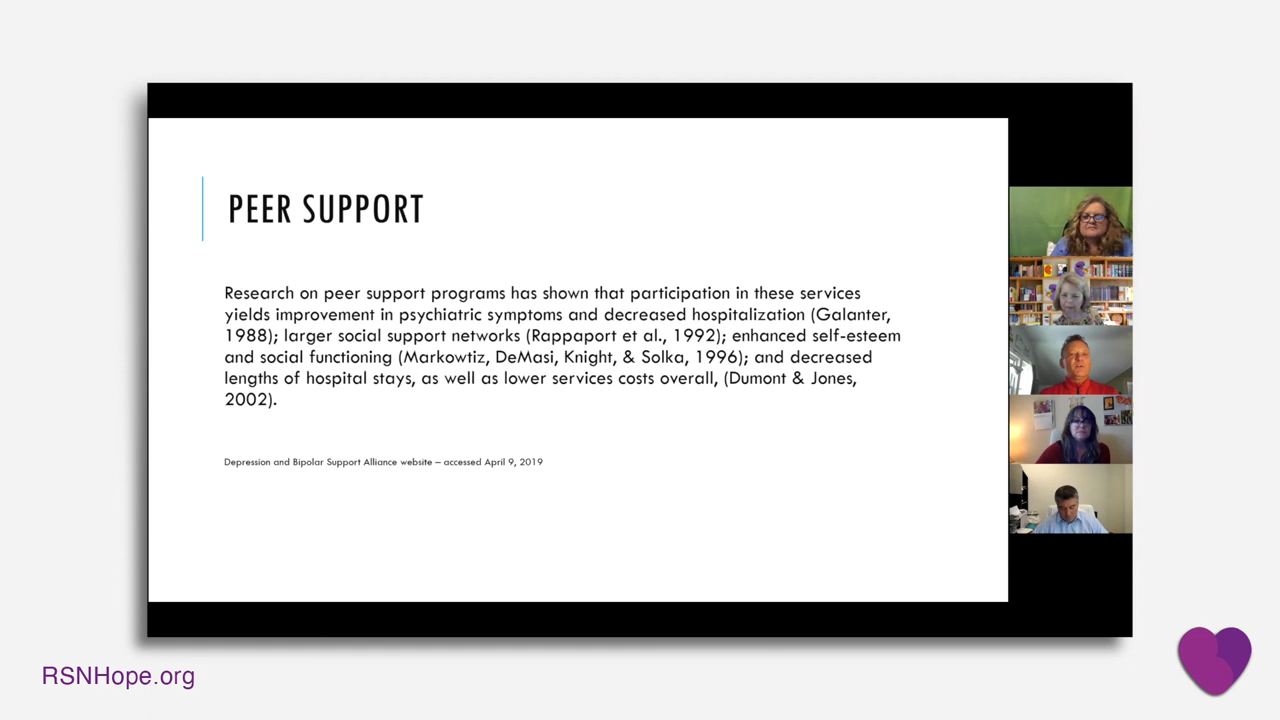 PEER SUPPORT
Research on peer support programs has shown that participation in these services
yields improvement in psychiatric symptoms and decreased hospitalization (Galanter,
1988); larger social support networks (Rappaport et al., 1992); enhanced self-esteem
and social functioning (Markowtiz, DeMasi, Knight, & Solka, 1996); and decreased
lengths of hospital stays, as well as lower services costs overall, (Dumont & Jones,
2002).
Depression and Bipolar Support Alliance website – accessed April 9, 2019
RSNHope.org